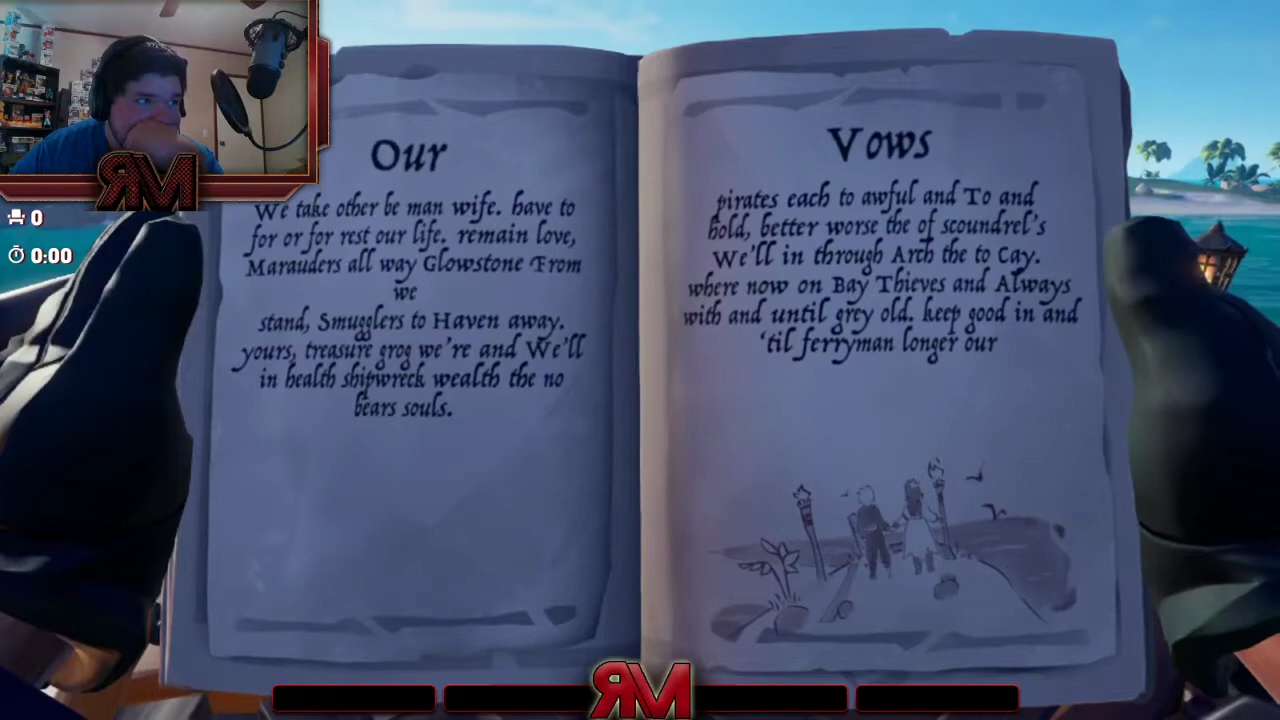 Our
We take other be man wife. have to
for or for rest our life. remain love,
Marauders all way Glowstone From
we
stand, Smugglers to Haven away.
yours, treasure grog we're and We'll
in health shipwreck wealth the no
bears souls.
Vows
pirates each to awful and To and
hold, better worse the of scoundrel's
We'll in through Arch the to Cay.
where now on Bay Thieves and Always
with and until grey old. keep good in and
'til ferryman longer our
0
0:00
RM
RM